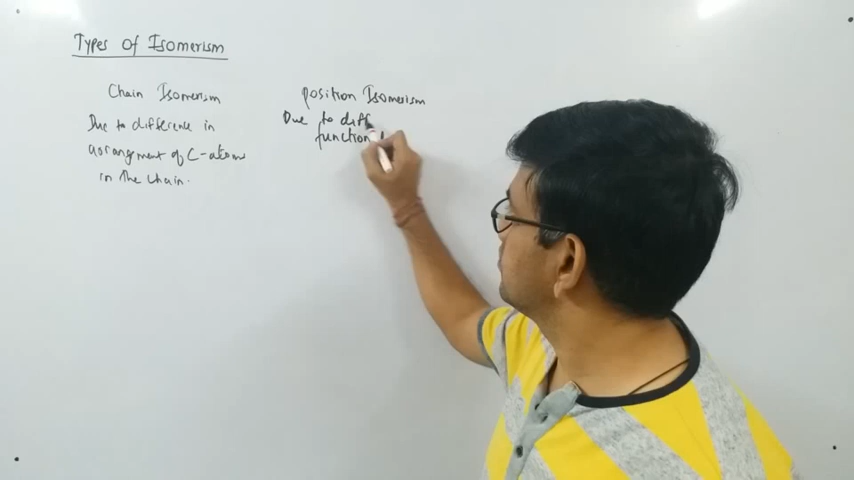 Types of Isomerism
Chain Isomerism
Due to difference in
arrangement of C-atoms
in the chain.
Position Isomerism
Due to diff
function